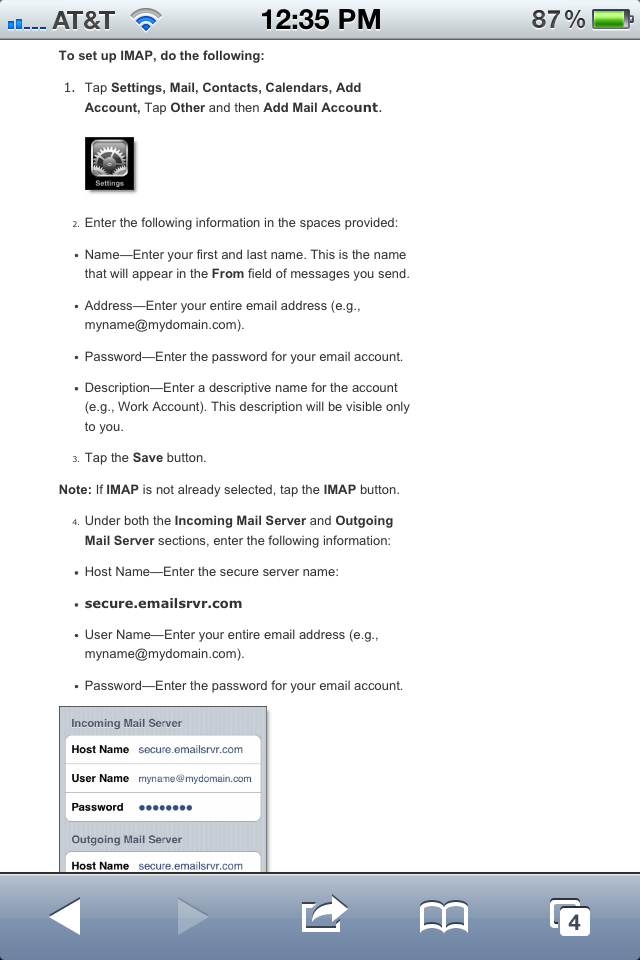 AT&T 12:35 PM 87%
To set up IMAP, do the following:
1. Tap Settings, Mail, Contacts, Calendars, Add
Account, Tap Other and then Add Mail Account.
Settings
2. Enter the following information in the spaces provided:
• Name—Enter your first and last name. This is the name
that will appear in the From field of messages you send.
• Address—Enter your entire email address (e.g.,
myname@mydomain.com).
• Password—Enter the password for your email account.
• Description—Enter a descriptive name for the account
(e.g., Work Account). This description will be visible only
to you.
3. Tap the Save button.
Note: If IMAP is not already selected, tap the IMAP button.
4. Under both the Incoming Mail Server and Outgoing
Mail Server sections, enter the following information:
• Host Name—Enter the secure server name:
• secure.emailsrvr.com
• User Name—Enter your entire email address (e.g.,
myname@mydomain.com).
• Password—Enter the password for your email account.
Incoming Mail Server
Host Name secure.emailsrvr.com
User Name myname@mydomain.com
Password ●●●●●●●●
Outgoing Mail Server
Host Name secure.emailsrvr.com
4